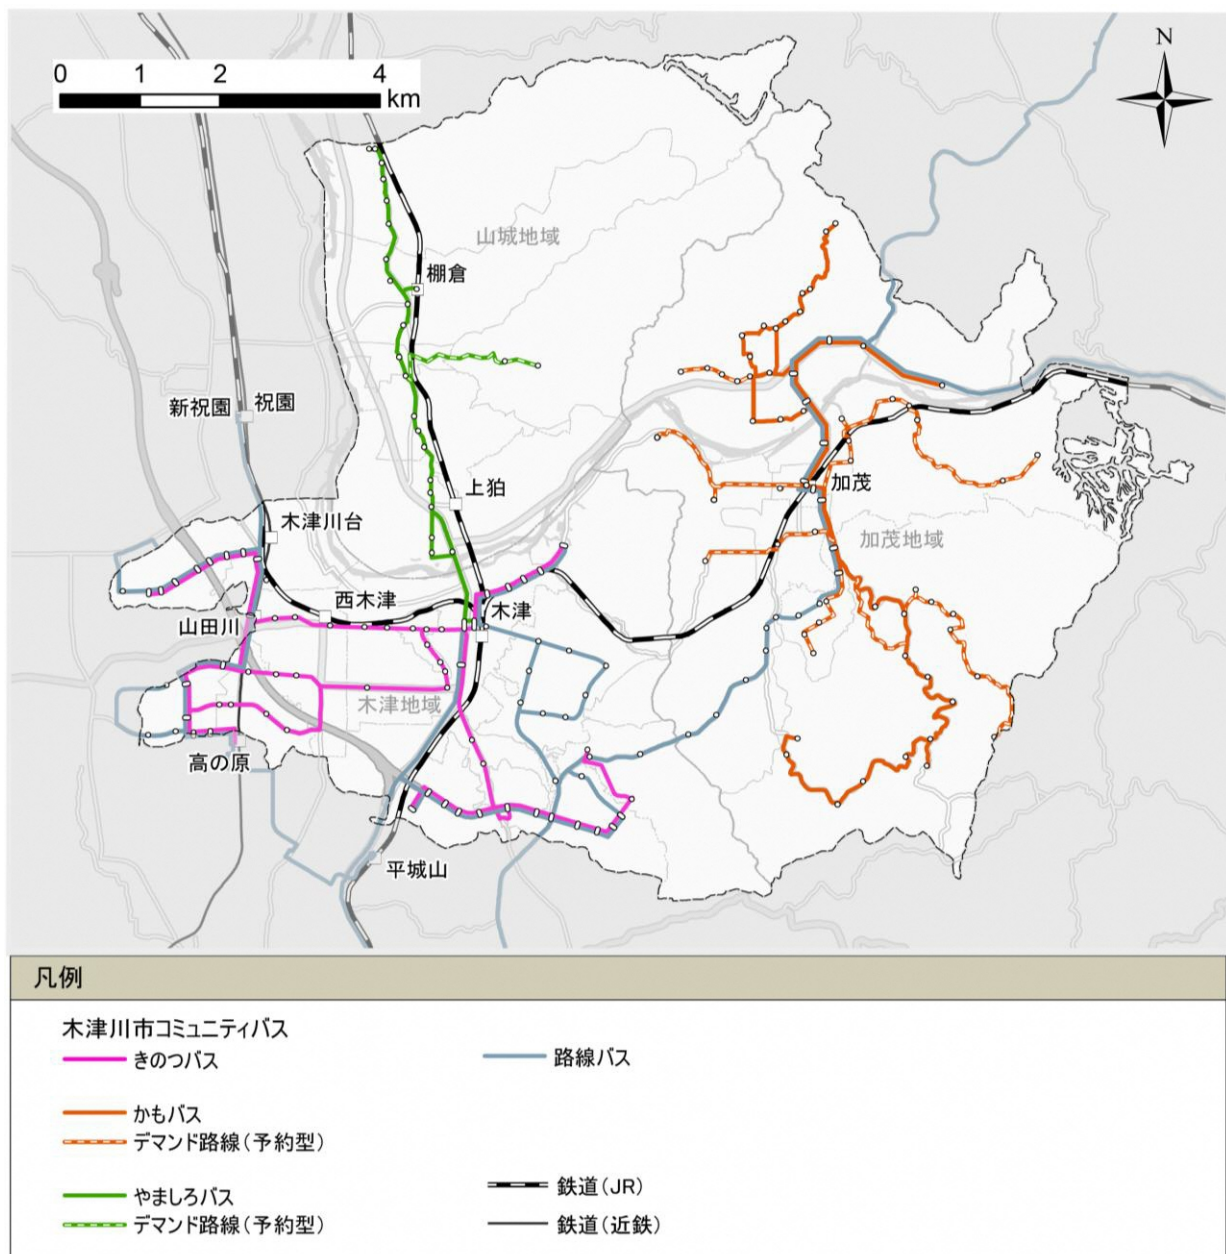 N
0 1 2 4
km
山城地域
棚倉
新祝園
祝園
上狛
加茂
木津川台
加茂地域
西木津
木津
山田川
木津地域
高の原
平城山
凡例
木津川市コミュニティバス
きのつバス
路線バス
かもバス
デマンド路線(予約型)
やましろバス
鉄道(JR)
デマンド路線(予約型)
鉄道(近鉄)